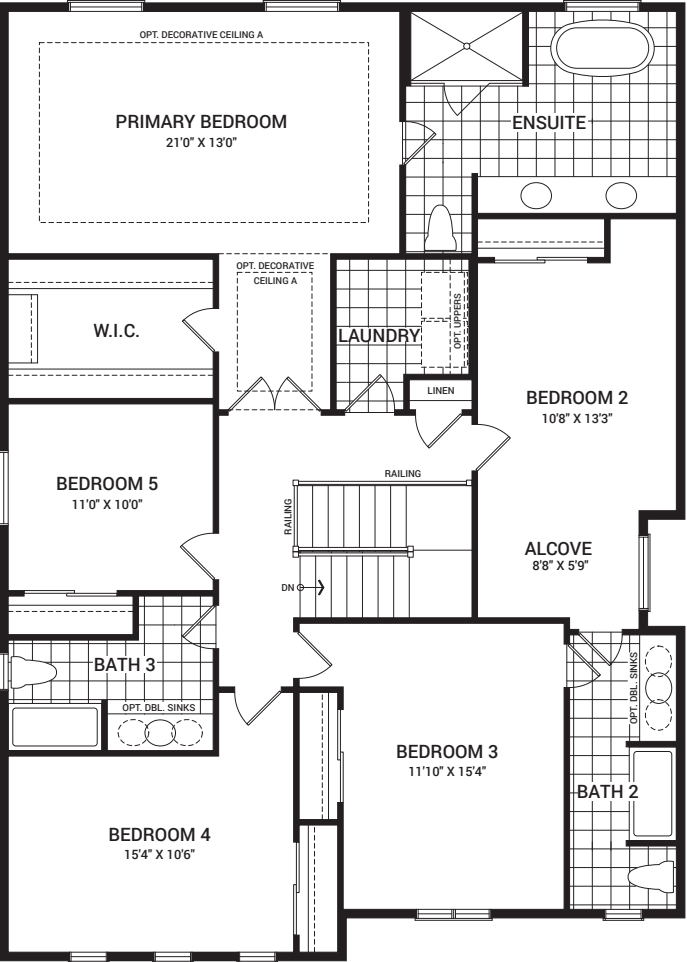 OPT. DECORATIVE CEILING A
PRIMARY BEDROOM
21'0" X 13'0"
ENSUITE
OPT. DECORATIVE
CEILING A
W.I.C.
LAUNDRY
OPT. UPPERS
LINEN
BEDROOM 2
10'8" X 13'3"
BEDROOM 5
11'0" X 10'0"
RAILING
RAILING
ALCOVE
8'8" X 5'9"
DN
BATH 3
OPT. DBL. SINKS
OPT. DBL. SINKS
BEDROOM 3
11'10" X 15'4"
BATH 2
BEDROOM 4
15'4" X 10'6"